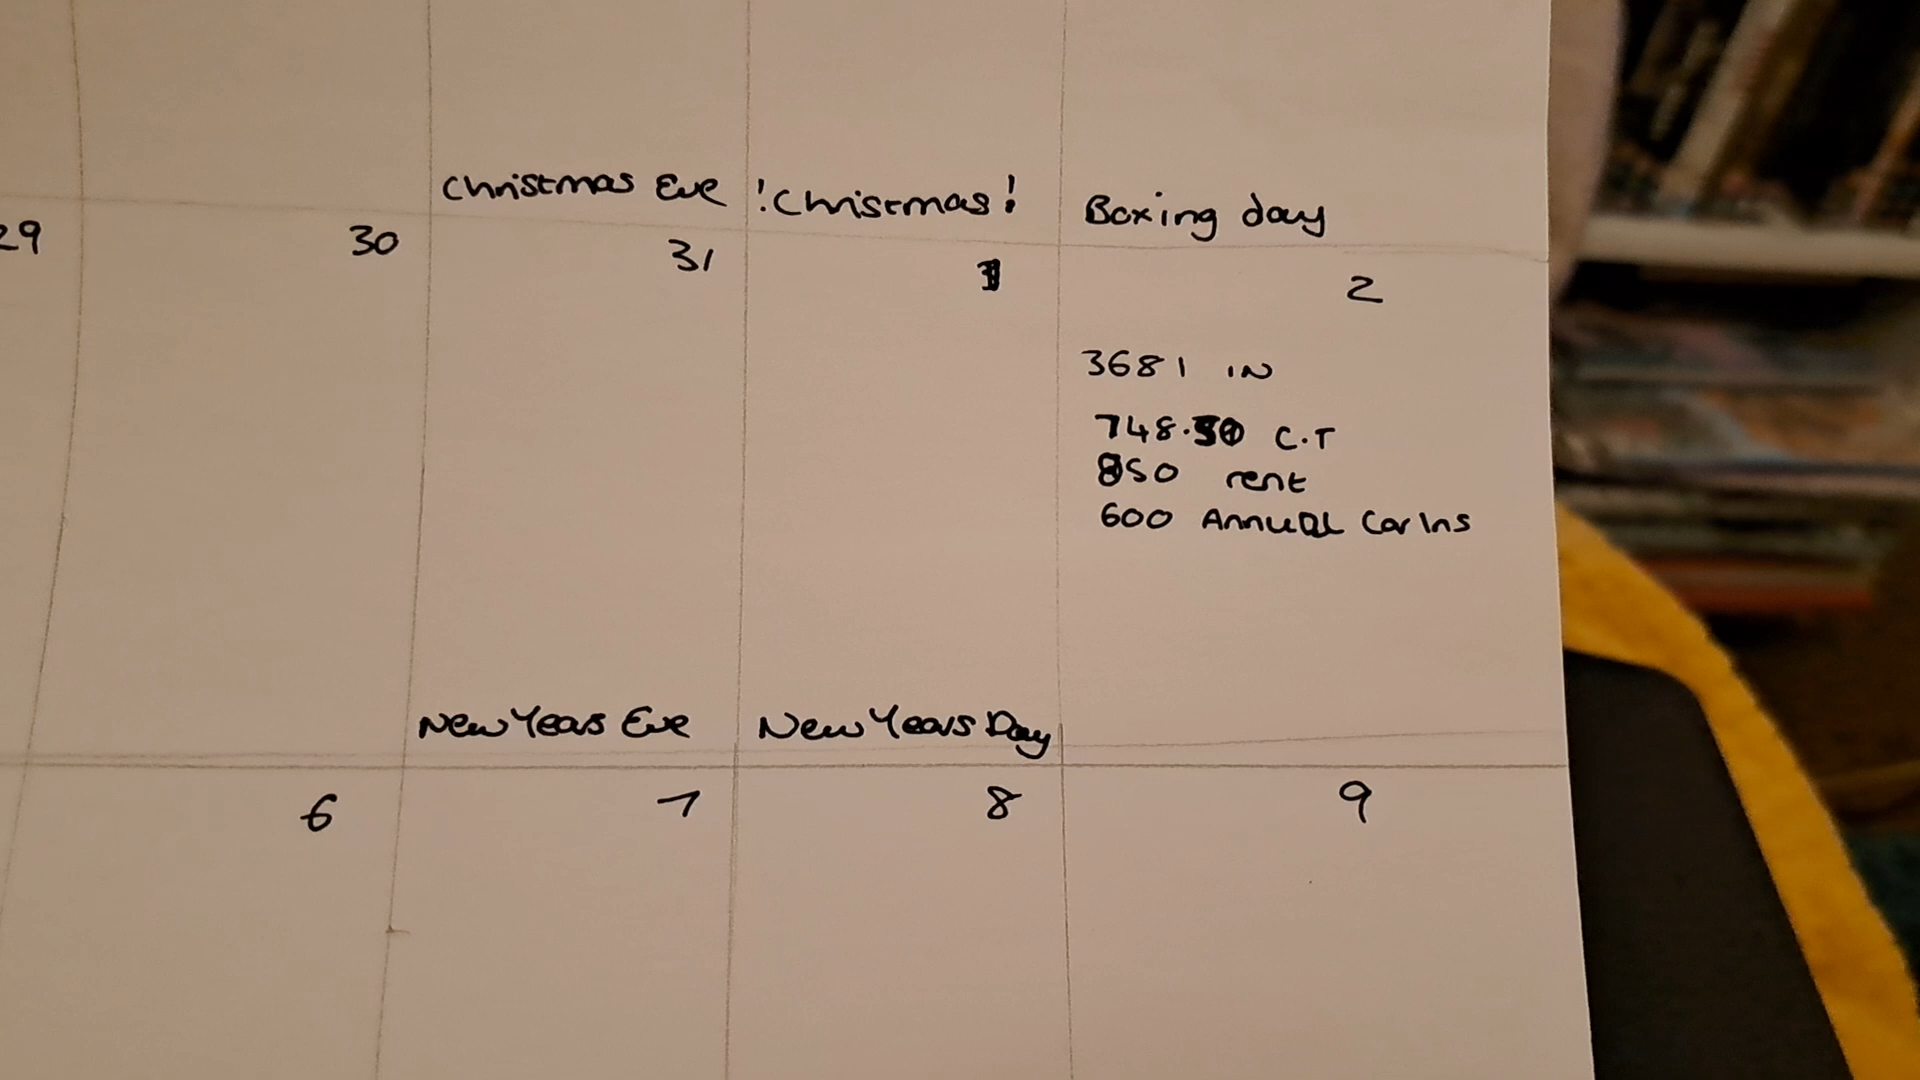 Christmas Eve
!Christmas!
Boxing day
29
30
31
1
2
3681 IN
748.50 C.T
850 rent
600 Annual Car Ins
New Years Eve
New Years Day
6
7
8
9